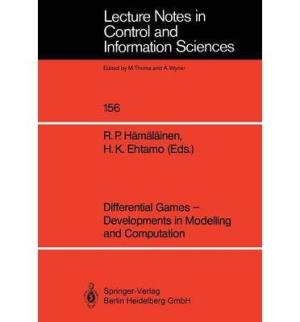 Lecture Notes in
Control and
Information Sciences
Edited by M.Thoma and A.Wyner
156
R.P. Hämäläinen,
H.K. Ehtamo (Eds.)
Differential Games –
Developments in Modelling
and Computation
Springer-Verlag
Berlin Heidelberg GmbH